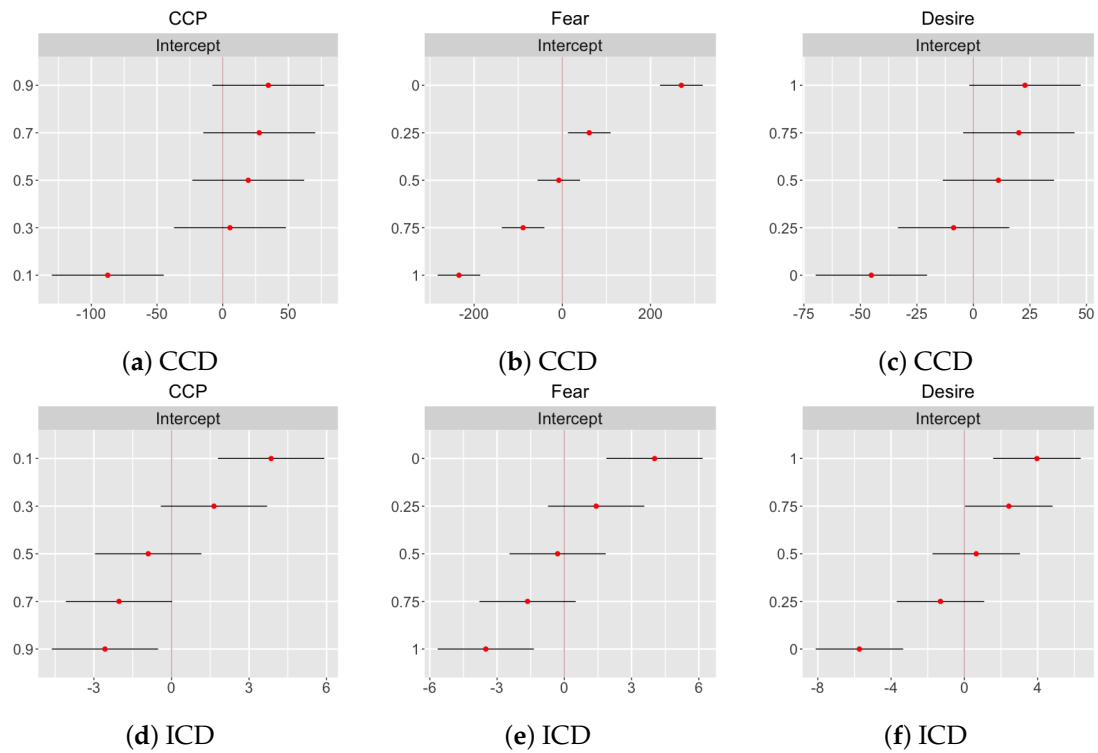 CCP Fear Desire
Intercept Intercept Intercept
0.9 0 1
0.7 0.25 0.75
0.5 0.5 0.5
0.3 0.75 0.25
0.1 1 0
-100 -50 0 50 -200 0 200 -75 -50 -25 0 25 50
(a) CCD (b) CCD (c) CCD
CCP Fear Desire
Intercept Intercept Intercept
0.1 0 1
0.3 0.25 0.75
0.5 0.5 0.5
0.7 0.75 0.25
0.9 1 0
-3 0 3 6 -6 -3 0 3 6 -8 -4 0 4
(d) ICD (e) ICD (f) ICD